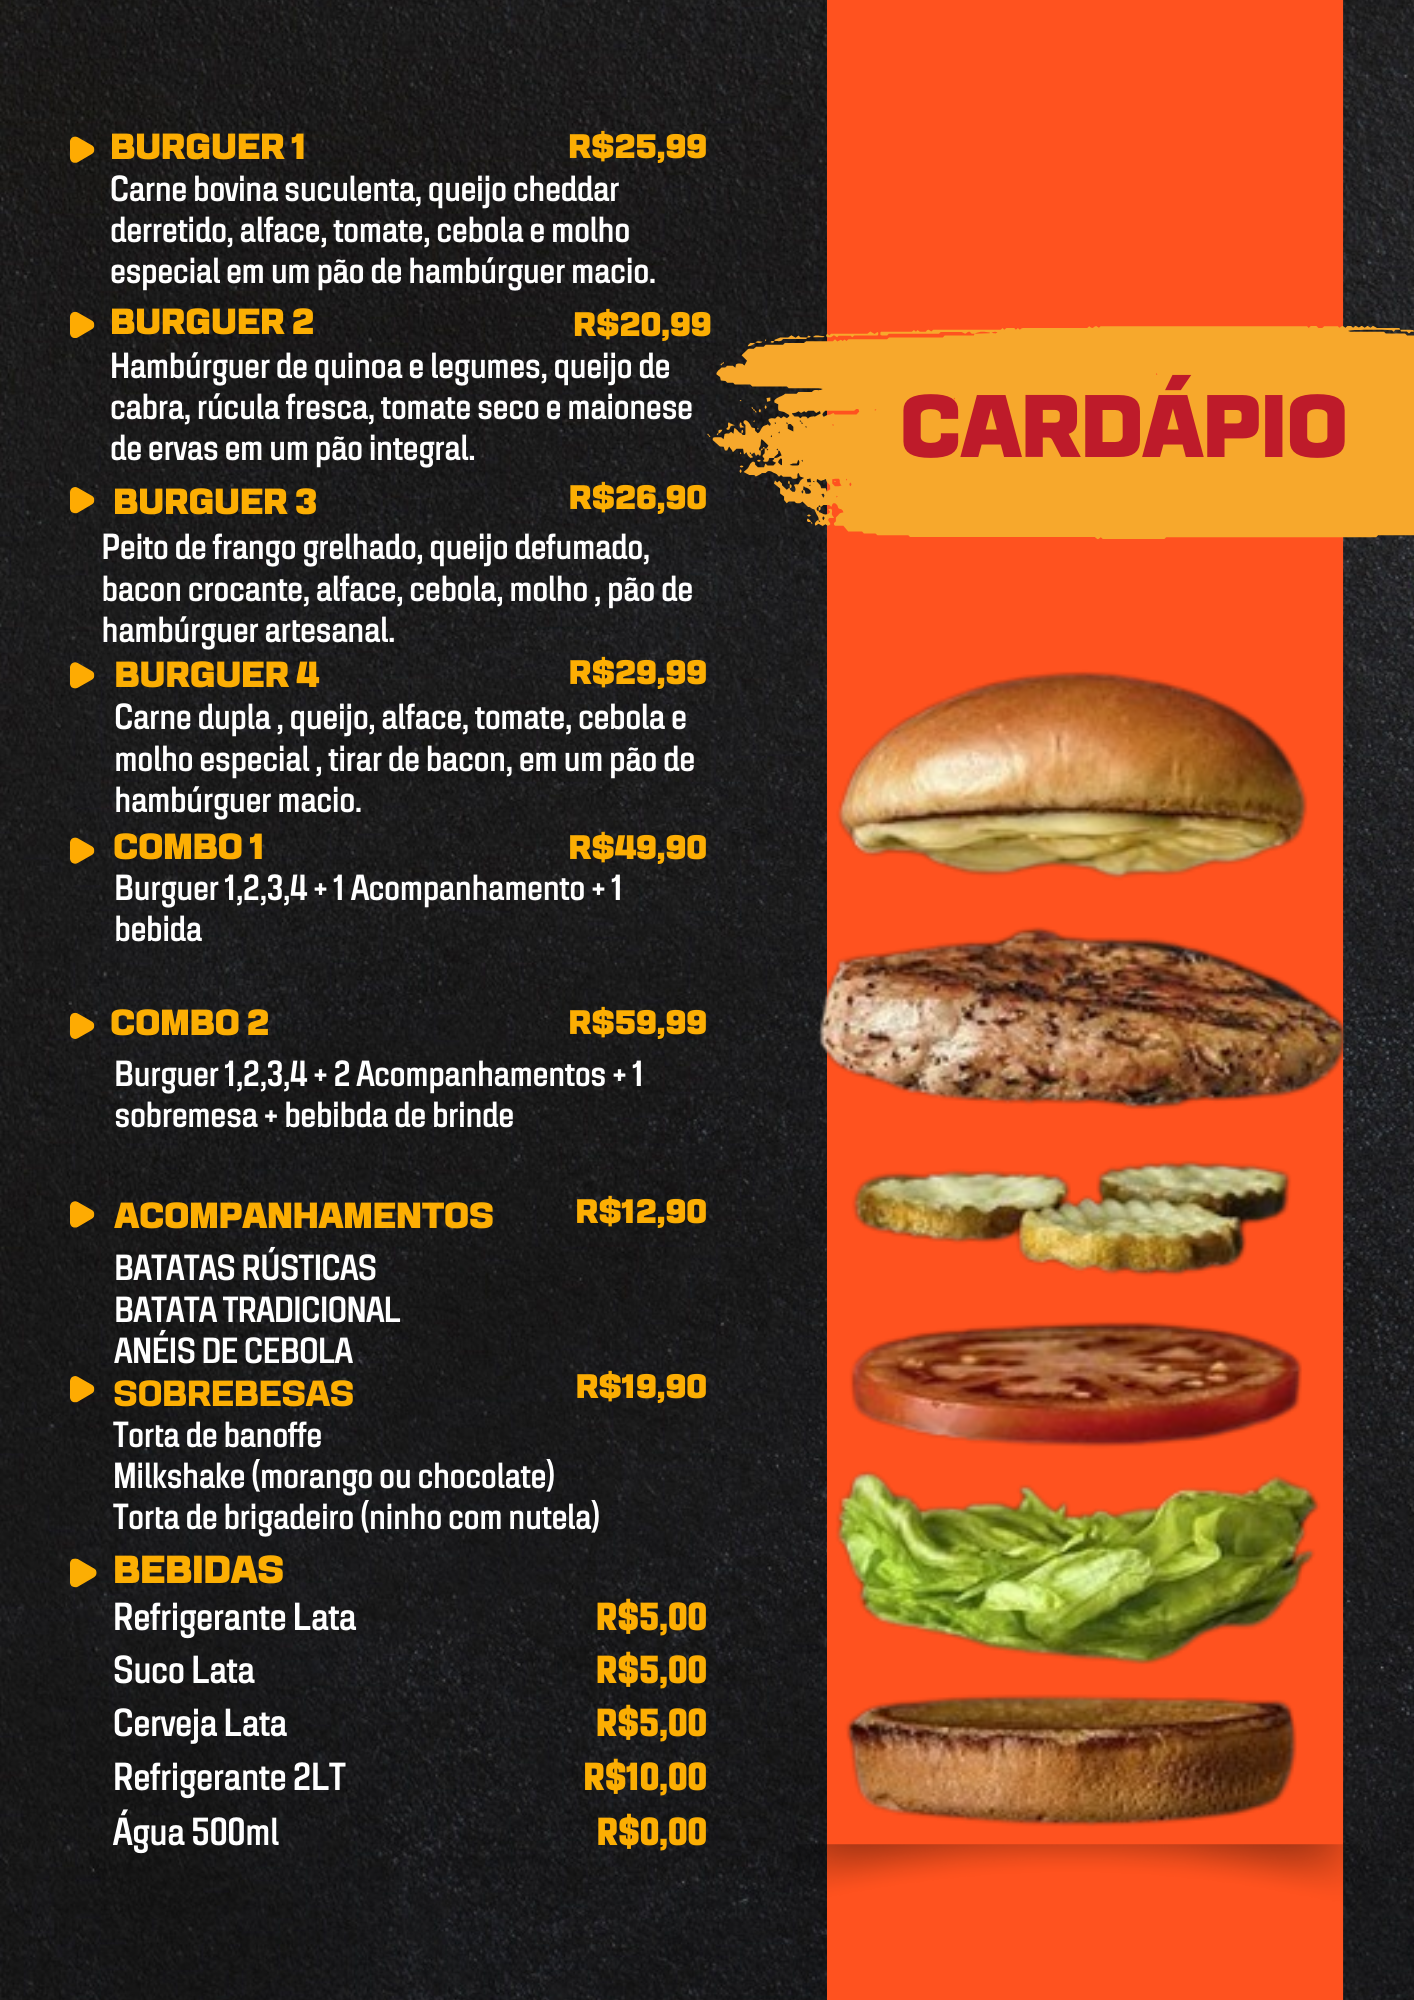 BURGUER 1 R$25,99
Carne bovina suculenta, queijo cheddar
derretido, alface, tomate, cebola e molho
especial em um pão de hambúrguer macio.
BURGUER 2 R$20,99
Hambúrguer de quinoa e legumes, queijo de
cabra, rúcula fresca, tomate seco e maionese
de ervas em um pão integral.
CARDÁPIO
BURGUER 3 R$26,90
Peito de frango grelhado, queijo defumado,
bacon crocante, alface, cebola, molho , pão de
hambúrguer artesanal.
BURGUER 4 R$29,99
Carne dupla , queijo, alface, tomate, cebola e
molho especial , tirar de bacon, em um pão de
hambúrguer macio.
COMBO 1 R$49,90
Burguer 1,2,3,4 + 1 Acompanhamento + 1
bebida
COMBO 2 R$59,99
Burguer 1,2,3,4 + 2 Acompanhamentos + 1
sobremesa + bebibda de brinde
ACOMPANHAMENTOS R$12,90
BATATAS RÚSTICAS
BATATA TRADICIONAL
ANÉIS DE CEBOLA
SOBREBESAS R$19,90
Torta de banoffe
Milkshake (morango ou chocolate)
Torta de brigadeiro (ninho com nutela)
BEBIDAS
Refrigerante Lata R$5,00
Suco Lata R$5,00
Cerveja Lata R$5,00
Refrigerante 2LT R$10,00
Água 500ml R$0,00